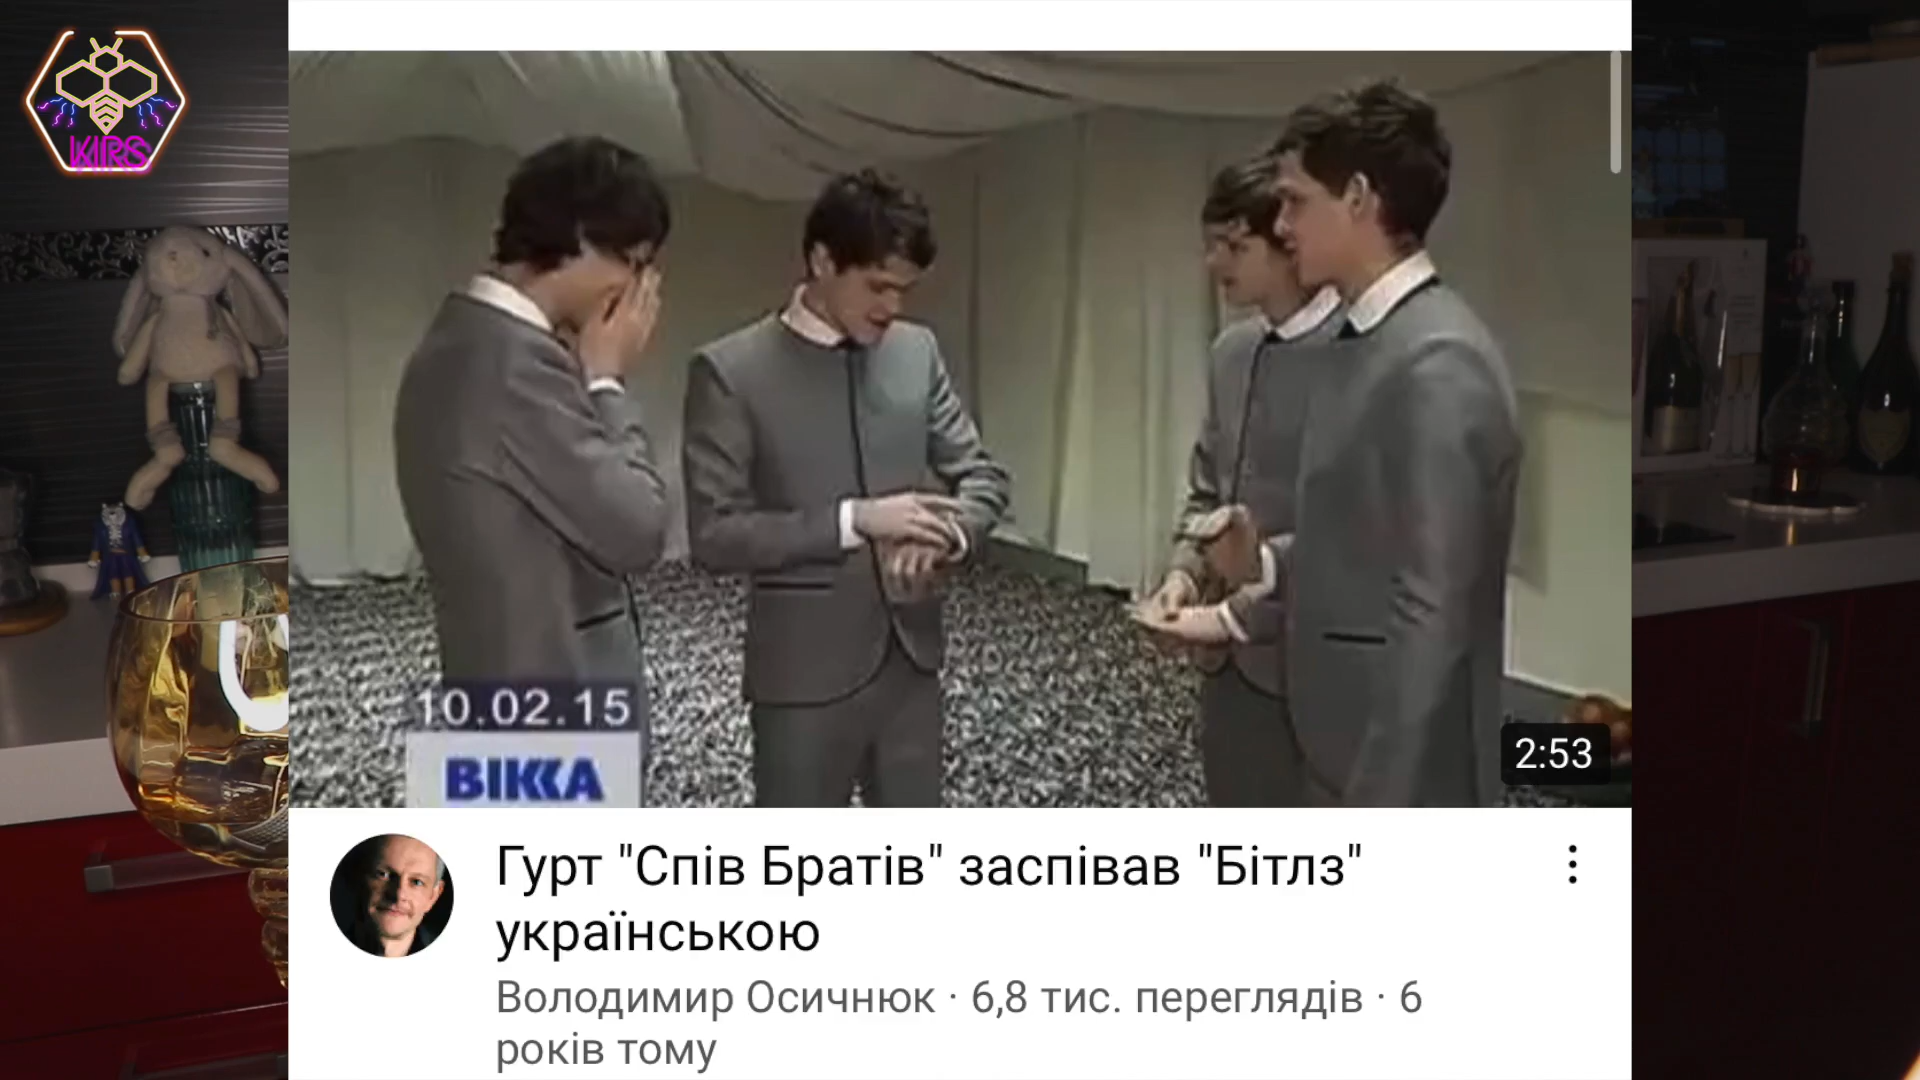 KIRS
10.02.15
ВІККА
2:53
Гурт "Спів Братів" заспівав "Бітлз"
українською
Володимир Осичнюк · 6,8 тис. переглядів · 6
років тому